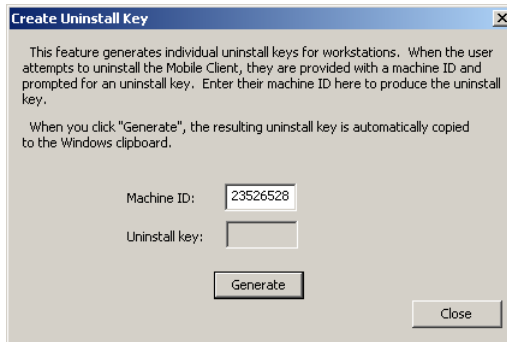 Create Uninstall Key
This feature generates individual uninstall keys for workstations. When the user
attempts to uninstall the Mobile Client, they are provided with a machine ID and
prompted for an uninstall key. Enter their machine ID here to produce the uninstall
key.
When you click "Generate", the resulting uninstall key is automatically copied
to the Windows clipboard.
Machine ID: 23526528
Uninstall key:
Generate
Close